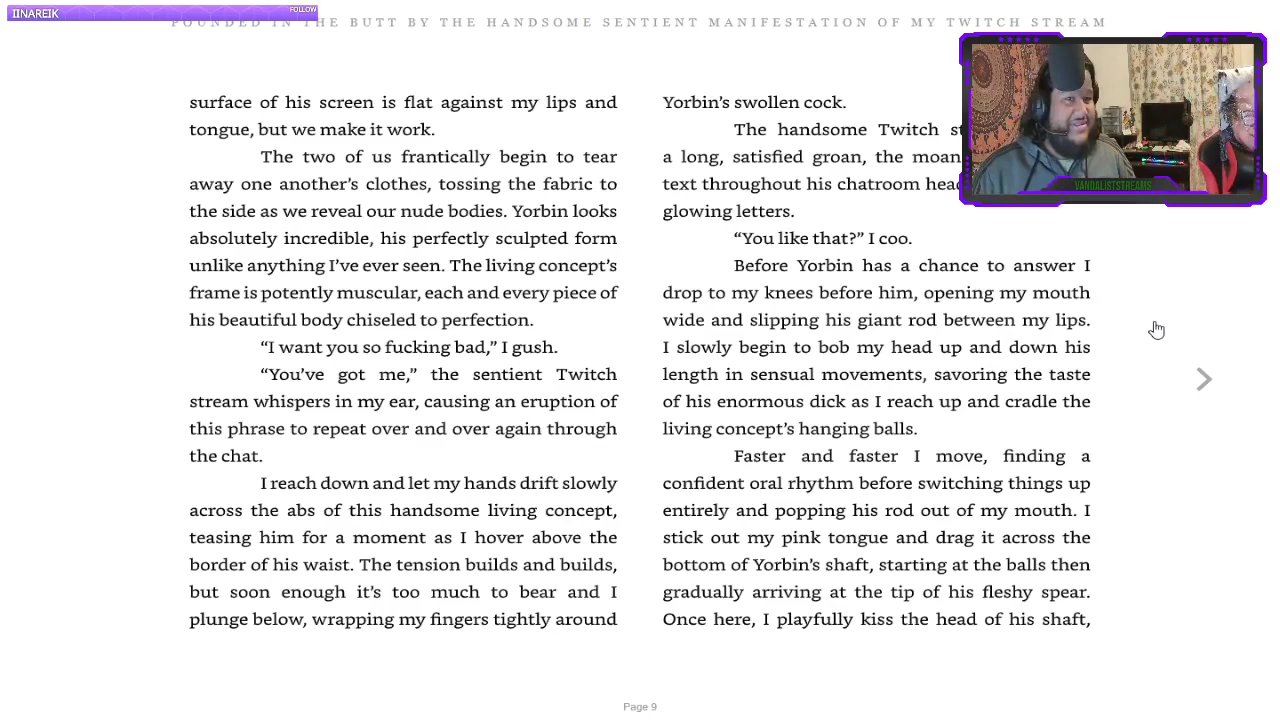 IINAREIK
FOLLOW
POUNDED IN THE BUTT BY THE HANDSOME SENTIENT MANIFESTATION OF MY TWITCH STREAM
surface of his screen is flat against my lips and
tongue, but we make it work.
The two of us frantically begin to tear
away one another's clothes, tossing the fabric to
the side as we reveal our nude bodies. Yorbin looks
absolutely incredible, his perfectly sculpted form
unlike anything I've ever seen. The living concept's
frame is potently muscular, each and every piece of
his beautiful body chiseled to perfection.
“I want you so fucking bad,” I gush.
“You've got me,” the sentient Twitch
stream whispers in my ear, causing an eruption of
this phrase to repeat over and over again through
the chat.
I reach down and let my hands drift slowly
across the abs of this handsome living concept,
teasing him for a moment as I hover above the
border of his waist. The tension builds and builds,
but soon enough it's too much to bear and I
plunge below, wrapping my fingers tightly around
Yorbin's swollen cock.
The handsome Twitch
a long, satisfied groan, the
text throughout his chatroom
glowing letters.
“You like that?” I coo.
Before Yorbin has a chance to answer I
drop to my knees before him, opening my mouth
wide and slipping his giant rod between my lips.
I slowly begin to bob my head up and down his
length in sensual movements, savoring the taste
of his enormous dick as I reach up and cradle the
living concept's hanging balls.
Faster and faster I move, finding a
confident oral rhythm before switching things up
entirely and popping his rod out of my mouth. I
stick out my pink tongue and drag it across the
bottom of Yorbin's shaft, starting at the balls then
gradually arriving at the tip of his fleshy spear.
Once here, I playfully kiss the head of his shaft,
VANDALISTSTREAMS
Page 9